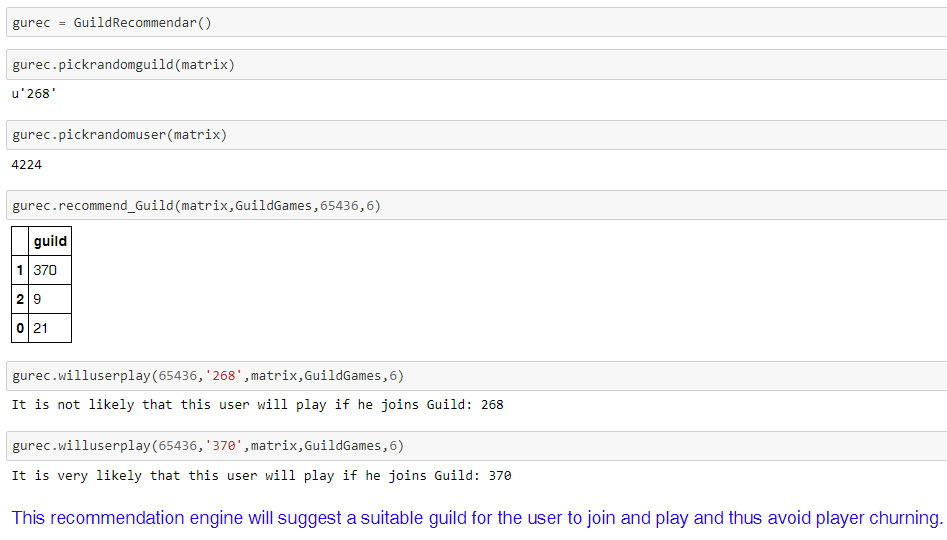 gurec = GuildRecommendar()
gurec.pickrandomguild(matrix)
u'268'
gurec.pickrandomuser(matrix)
4224
gurec.recommend_Guild(matrix,GuildGames,65436,6)
guild
1 370
2 9
0 21
gurec.willuserplay(65436,'268',matrix,GuildGames,6)
It is not likely that this user will play if he joins Guild: 268
gurec.willuserplay(65436,'370',matrix,GuildGames,6)
It is very likely that this user will play if he joins Guild: 370
This recommendation engine will suggest a suitable guild for the user to join and play and thus avoid player churning.